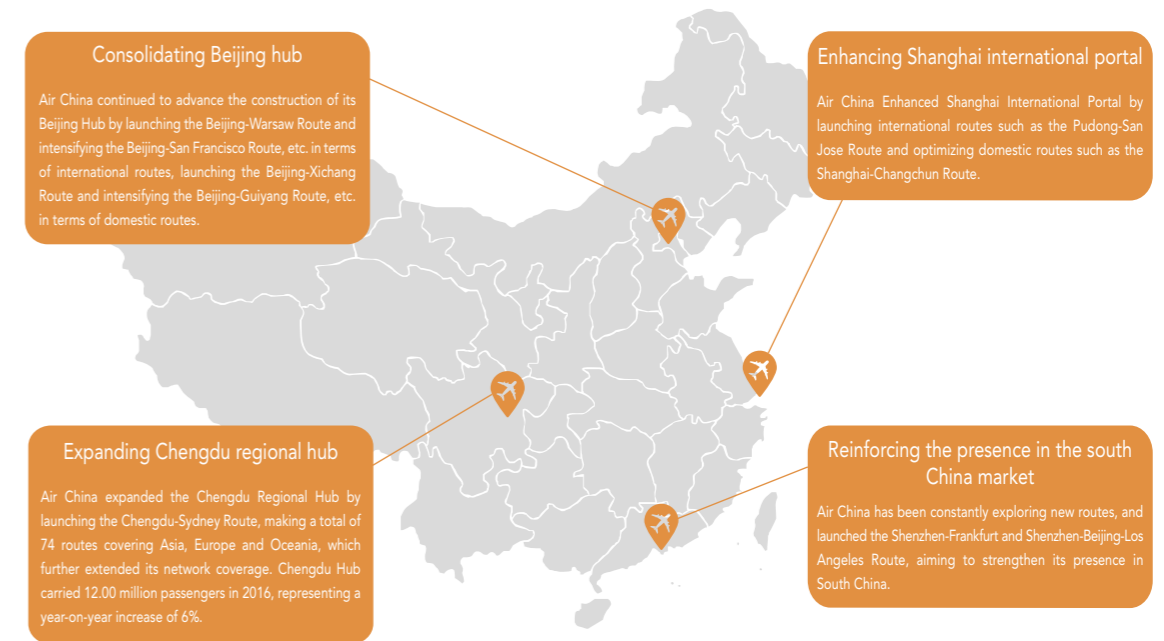 Consolidating Beijing hub
Air China continued to advance the construction of its
Beijing Hub by launching the Beijing-Warsaw Route and
intensifying the Beijing-San Francisco Route, etc. in terms
of international routes, launching the Beijing-Xichang
Route and intensifying the Beijing-Guiyang Route, etc.
in terms of domestic routes.
Enhancing Shanghai international portal
Air China Enhanced Shanghai International Portal by
launching international routes such as the Pudong-San
Jose Route and optimizing domestic routes such as the
Shanghai-Changchun Route.
Expanding Chengdu regional hub
Air China expanded the Chengdu Regional Hub by
launching the Chengdu-Sydney Route, making a total of
74 routes covering Asia, Europe and Oceania, which
further extended its network coverage. Chengdu Hub
carried 12.00 million passengers in 2016, representing a
year-on-year increase of 6%.
Reinforcing the presence in the south
China market
Air China has been constantly exploring new routes, and
launched the Shenzhen-Frankfurt and Shenzhen-Beijing-Los
Angeles Route, aiming to strengthen its presence in
South China.